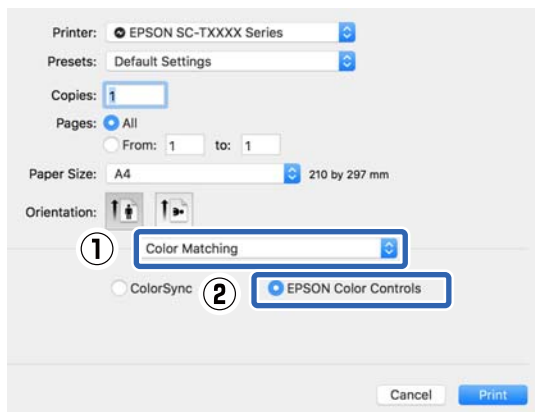 Printer: EPSON SC-TXXXX Series
Presets: Default Settings
Copies: 1
Pages: All
From: 1 to: 1
Paper Size: A4 210 by 297 mm
Orientation:
① Color Matching
ColorSync ② EPSON Color Controls
Cancel Print